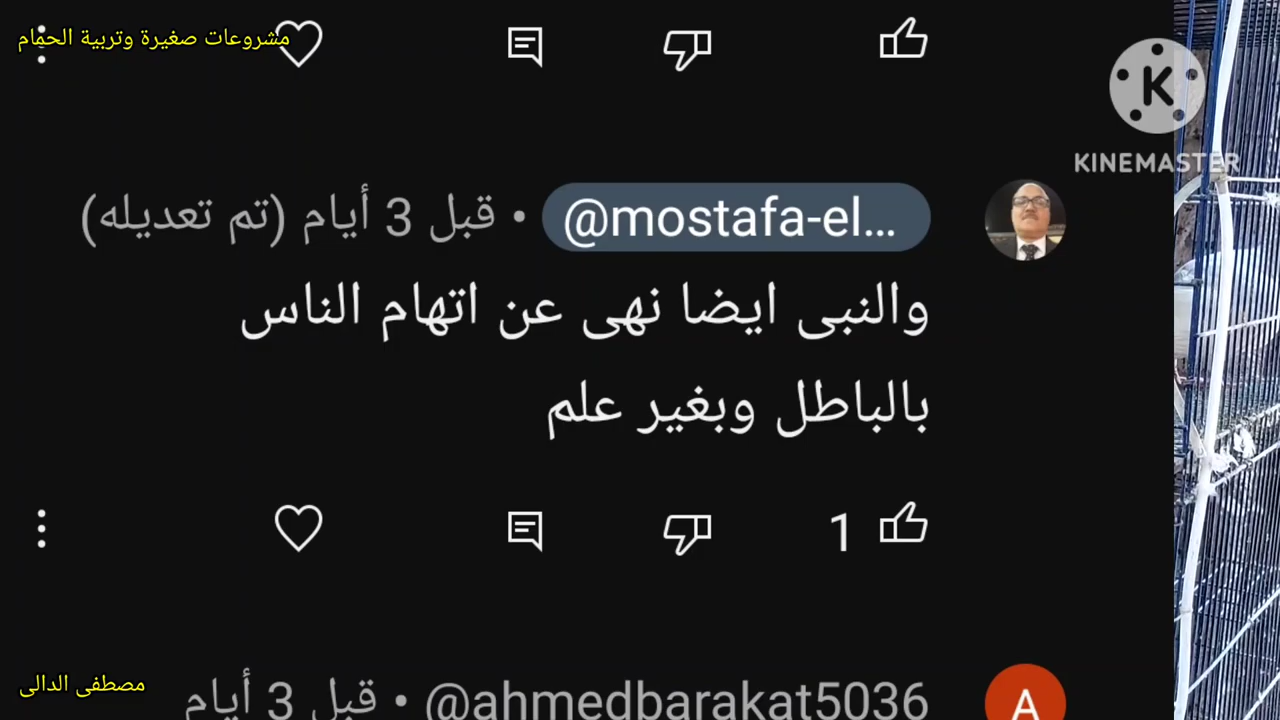 مشروعات صغيرة وتربية الحمام
KINEMASTER
@mostafa-el... • قبل 3 أيام (تم تعديله)
والنبى ايضا نهى عن اتهام الناس
بالباطل وبغير علم
1
@ahmedbarakat5036 • قبل 3 أيام
A
مصطفى الدالى